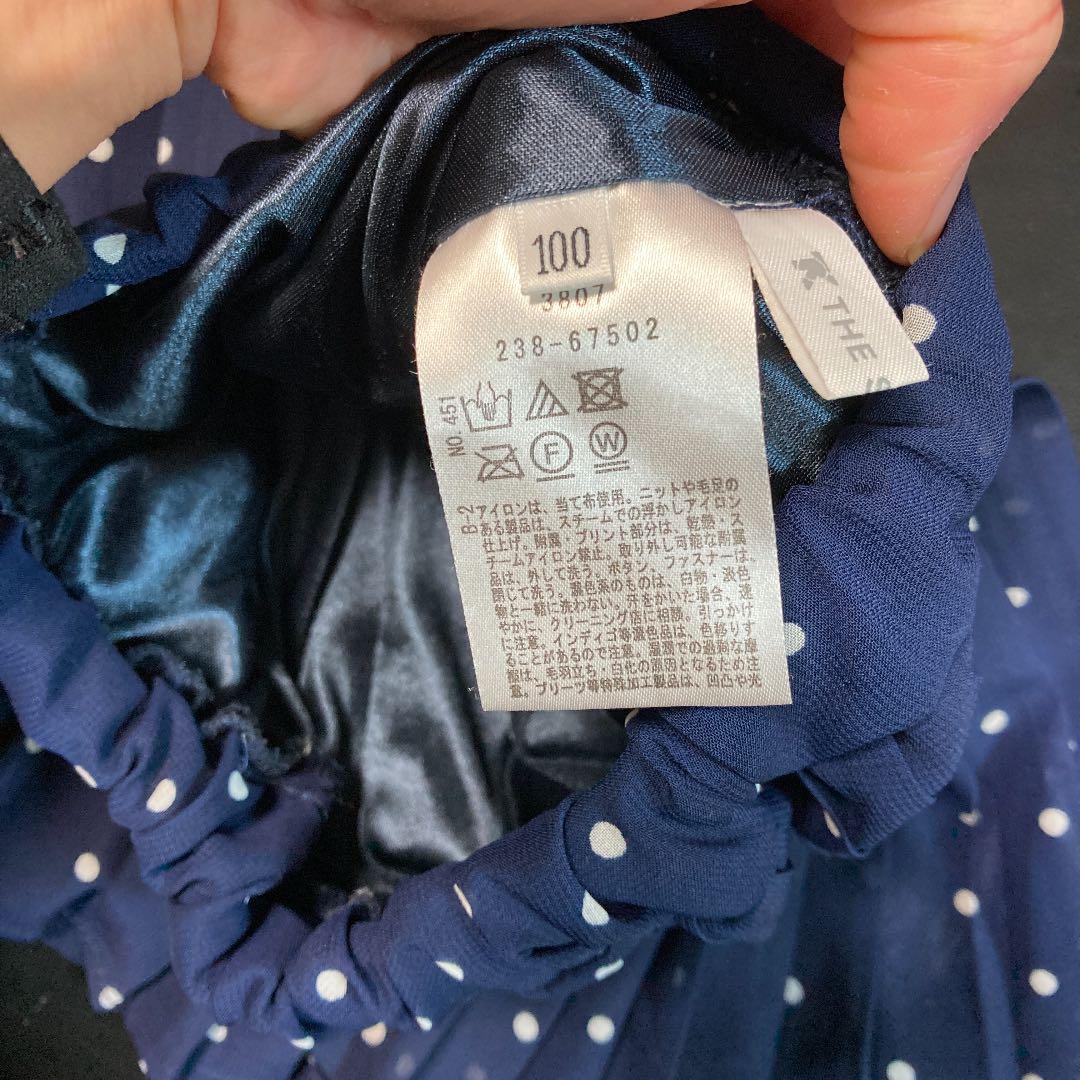 100
3807
238-67502
THE S
NO. 451
F
W
B-2
アイロンは、当て布使用。ニットや毛足の
ある製品は、スチームでの浮かしアイロン
仕上げ。附属・プリント部分は、乾熱・ス
チームアイロン禁止。取り外し可能な附属
品は、外して洗う。ボタン、ファスナーは
閉じて洗う。濃色系のものは、白物・淡色
物と一緒に洗わない。汗をかいた場合、速
やかに、クリーニング店に相談。引っかけ
に注意。インディゴ等濃色品は、色移りす
ることがあるので注意。湿潤での過剰な摩
擦は、毛羽立ち・白化の原因となるため注
意。プリーツ等特殊加工製品は、凹凸や光